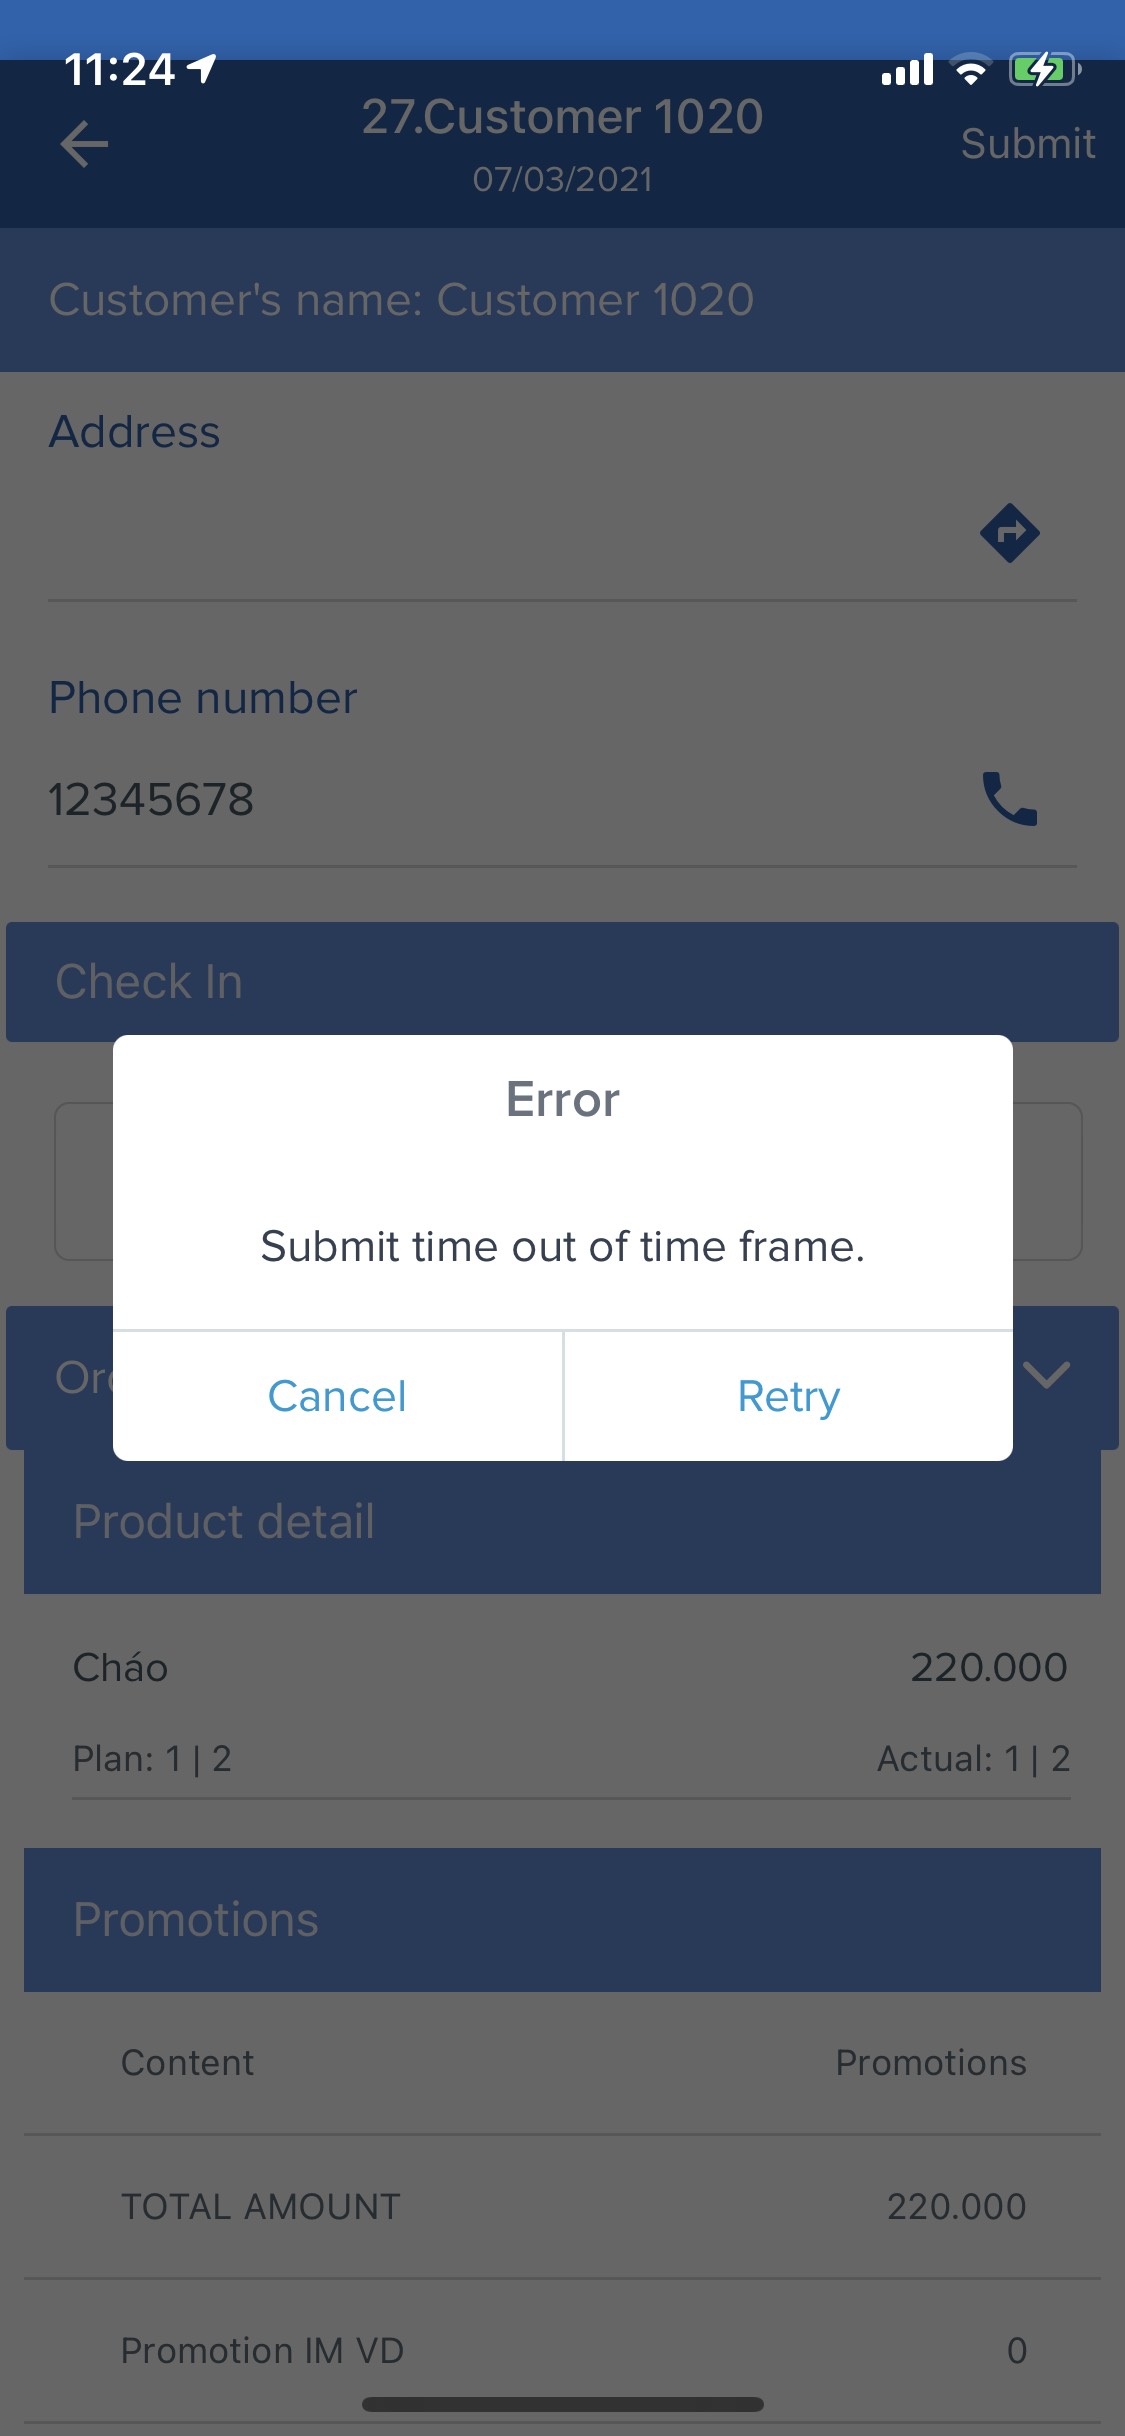 11:24
27.Customer 1020
Submit
07/03/2021
Customer's name: Customer 1020
Address
Phone number
12345678
Check In
Error
Submit time out of time frame.
Cancel
Retry
Product detail
Cháo
220.000
Plan: 1 | 2
Actual: 1 | 2
Promotions
Content
Promotions
TOTAL AMOUNT
220.000
Promotion IM VD
0